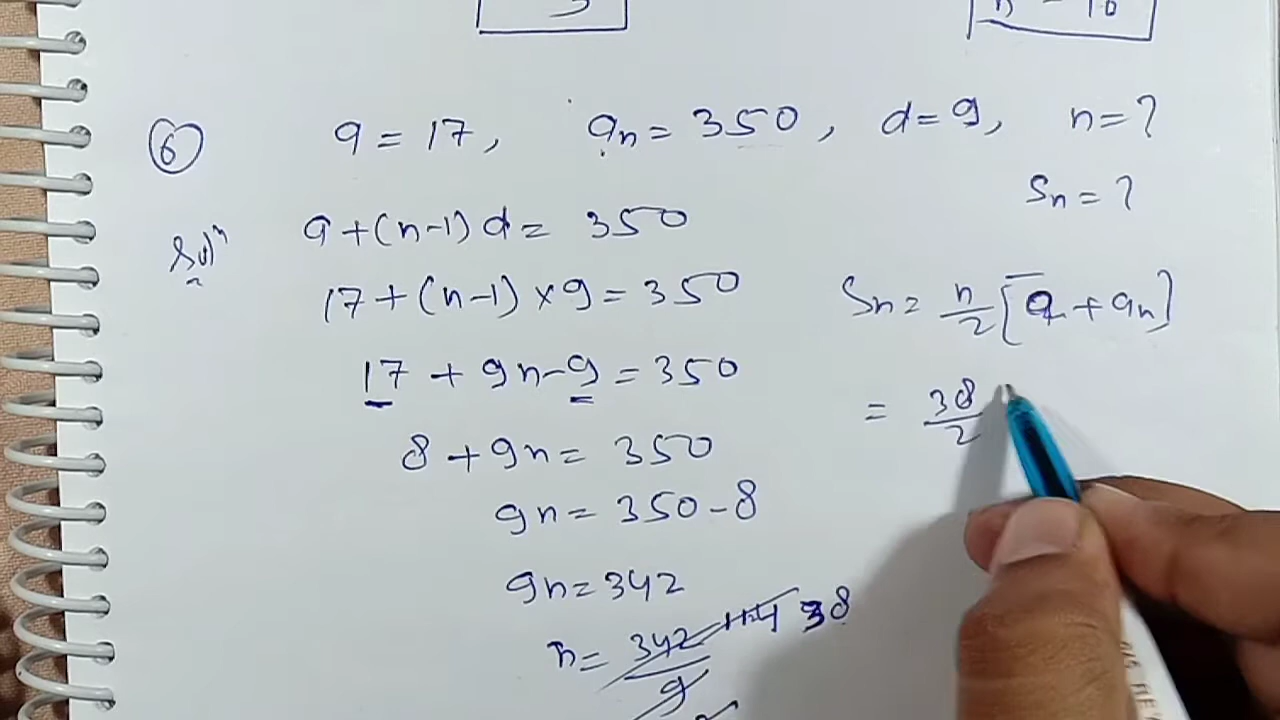 6 a = 17, an = 350, d = 9, n = ?
Sn = ?
Soln a + (n-1) d = 350
17 + (n-1) × 9 = 350
17 + 9n - 9 = 350
8 + 9n = 350
9n = 350 - 8
9n = 342
n = 342/9 38
Sn = n/2 [a + an]
= 38/2